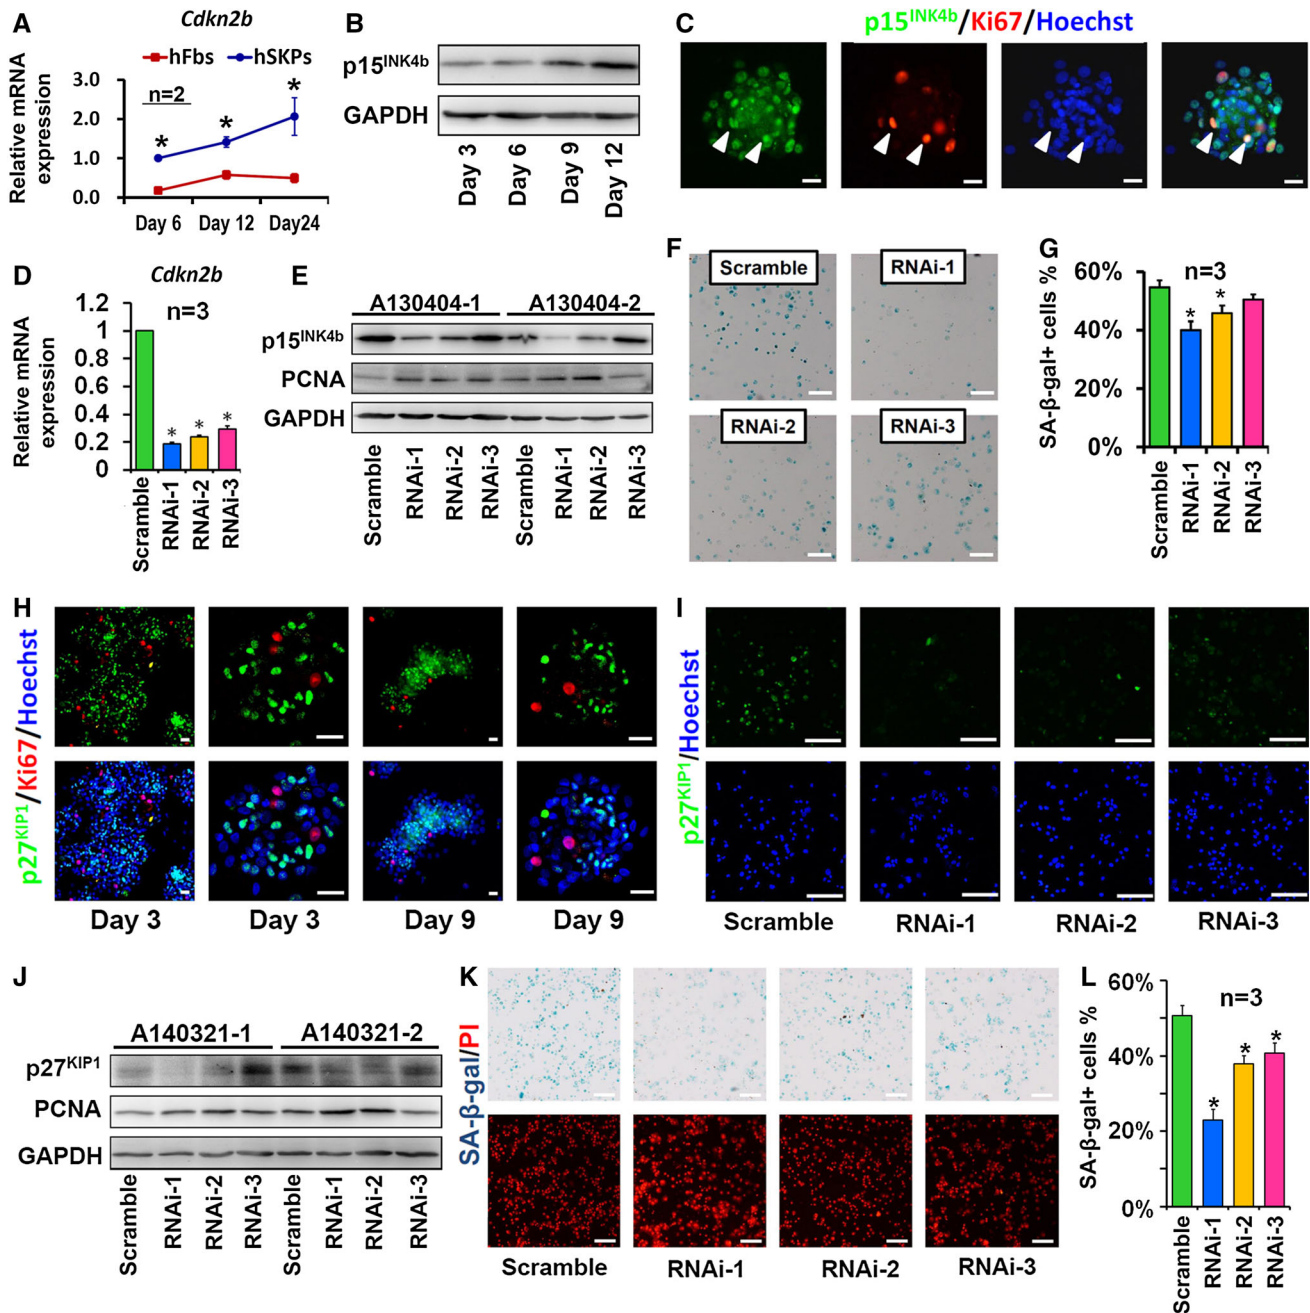 A
Cdkn2b
hFbs hSKPs
Relative mRNA expression
3.0
2.0
1.0
0.0
n=2
*
*
*
Day 6 Day 12 Day24
B
p15INK4b
GAPDH
Day 3
Day 6
Day 9
Day 12
C
p15INK4b/Ki67/Hoechst
D
Cdkn2b
Relative mRNA expression
1.2
1
0.8
0.6
0.4
0.2
0
n=3
* * *
Scramble
RNAi-1
RNAi-2
RNAi-3
E
A130404-1 A130404-2
p15INK4b
PCNA
GAPDH
Scramble
RNAi-1
RNAi-2
RNAi-3
Scramble
RNAi-1
RNAi-2
RNAi-3
F
Scramble
RNAi-1
RNAi-2
RNAi-3
G
SA-β-gal+ cells %
60%
40%
20%
0%
n=3
* *
Scramble
RNAi-1
RNAi-2
RNAi-3
H
p27KIP1/Ki67/Hoechst
Day 3 Day 3 Day 9 Day 9
I
p27KIP1/Hoechst
Scramble RNAi-1 RNAi-2 RNAi-3
J
A140321-1 A140321-2
p27KIP1
PCNA
GAPDH
Scramble
RNAi-1
RNAi-2
RNAi-3
Scramble
RNAi-1
RNAi-2
RNAi-3
K
SA-β-gal/PI
Scramble RNAi-1 RNAi-2 RNAi-3
L
SA-β-gal+ cells %
60%
40%
20%
0%
n=3
* * *
Scramble
RNAi-1
RNAi-2
RNAi-3